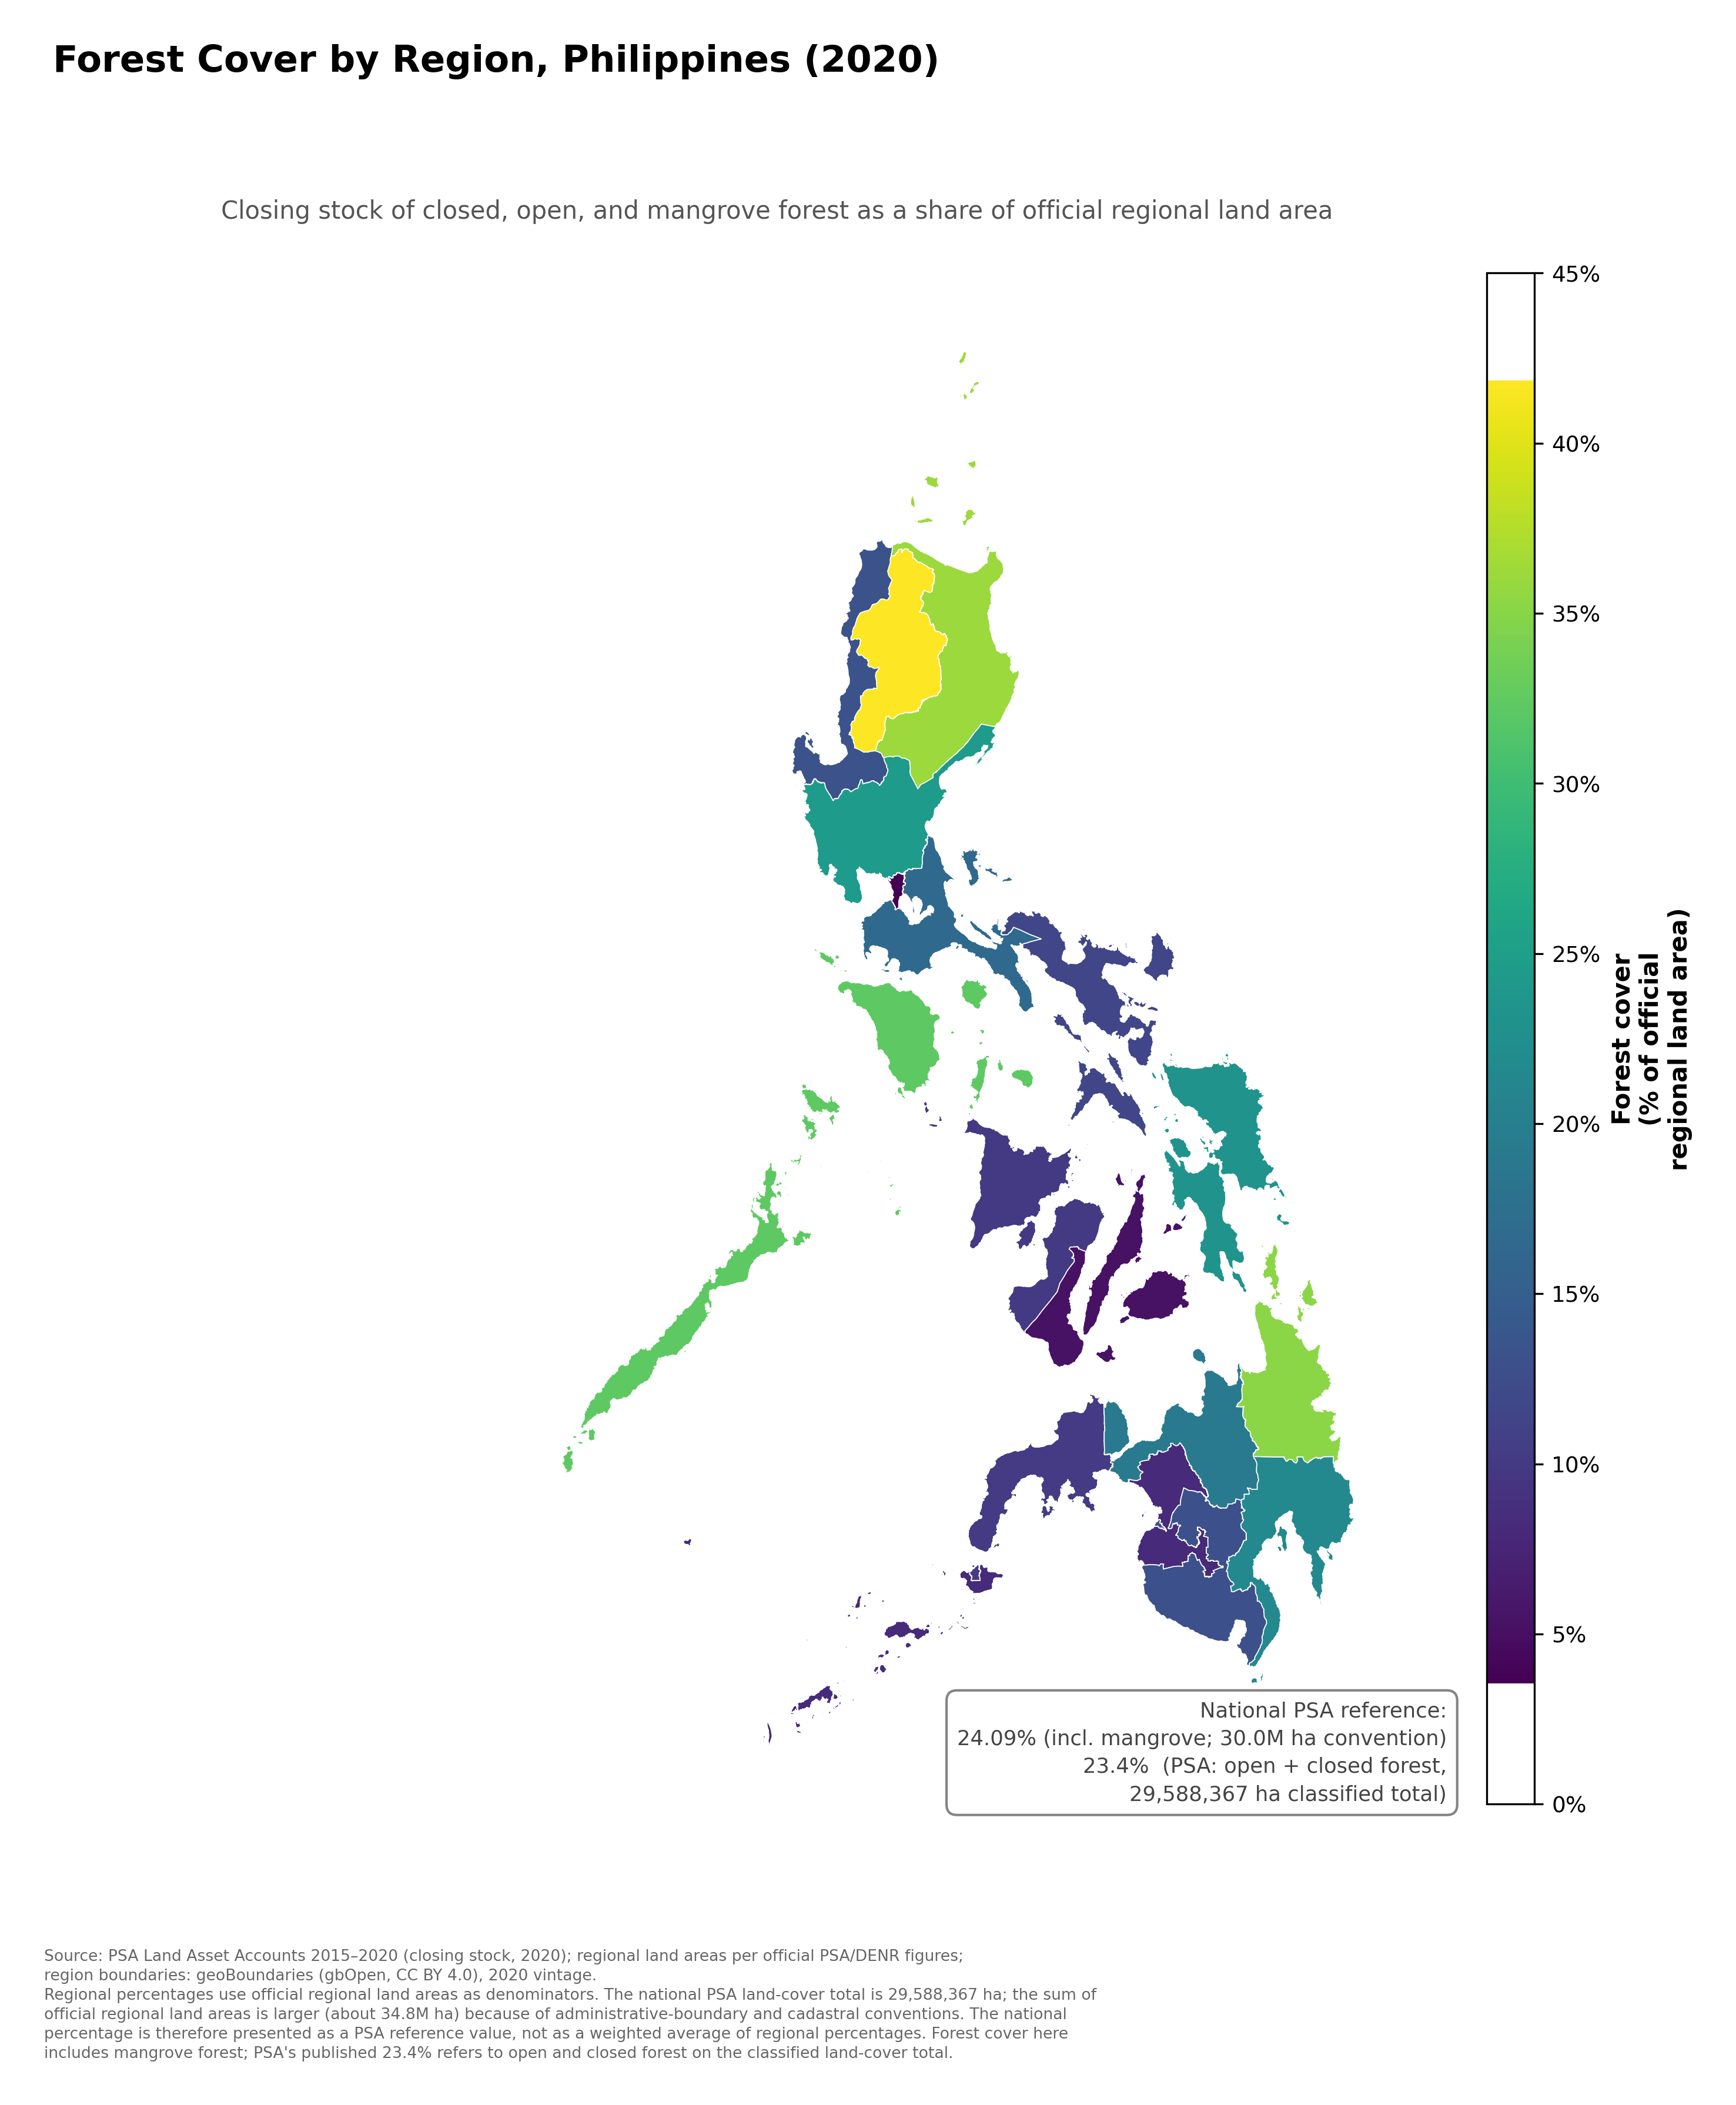 Forest Cover by Region, Philippines (2020)
Closing stock of closed, open, and mangrove forest as a share of official regional land area
45%
40%
35%
30%
25%
20%
15%
10%
5%
0%
Forest cover
(% of official
regional land area)
National PSA reference:
24.09% (incl. mangrove; 30.0M ha convention)
23.4%  (PSA: open + closed forest,
29,588,367 ha classified total)
Source: PSA Land Asset Accounts 2015–2020 (closing stock, 2020); regional land areas per official PSA/DENR figures;
region boundaries: geoBoundaries (gbOpen, CC BY 4.0), 2020 vintage.
Regional percentages use official regional land areas as denominators. The national PSA land-cover total is 29,588,367 ha; the sum of
official regional land areas is larger (about 34.8M ha) because of administrative-boundary and cadastral conventions. The national
percentage is therefore presented as a PSA reference value, not as a weighted average of regional percentages. Forest cover here
includes mangrove forest; PSA's published 23.4% refers to open and closed forest on the classified land-cover total.